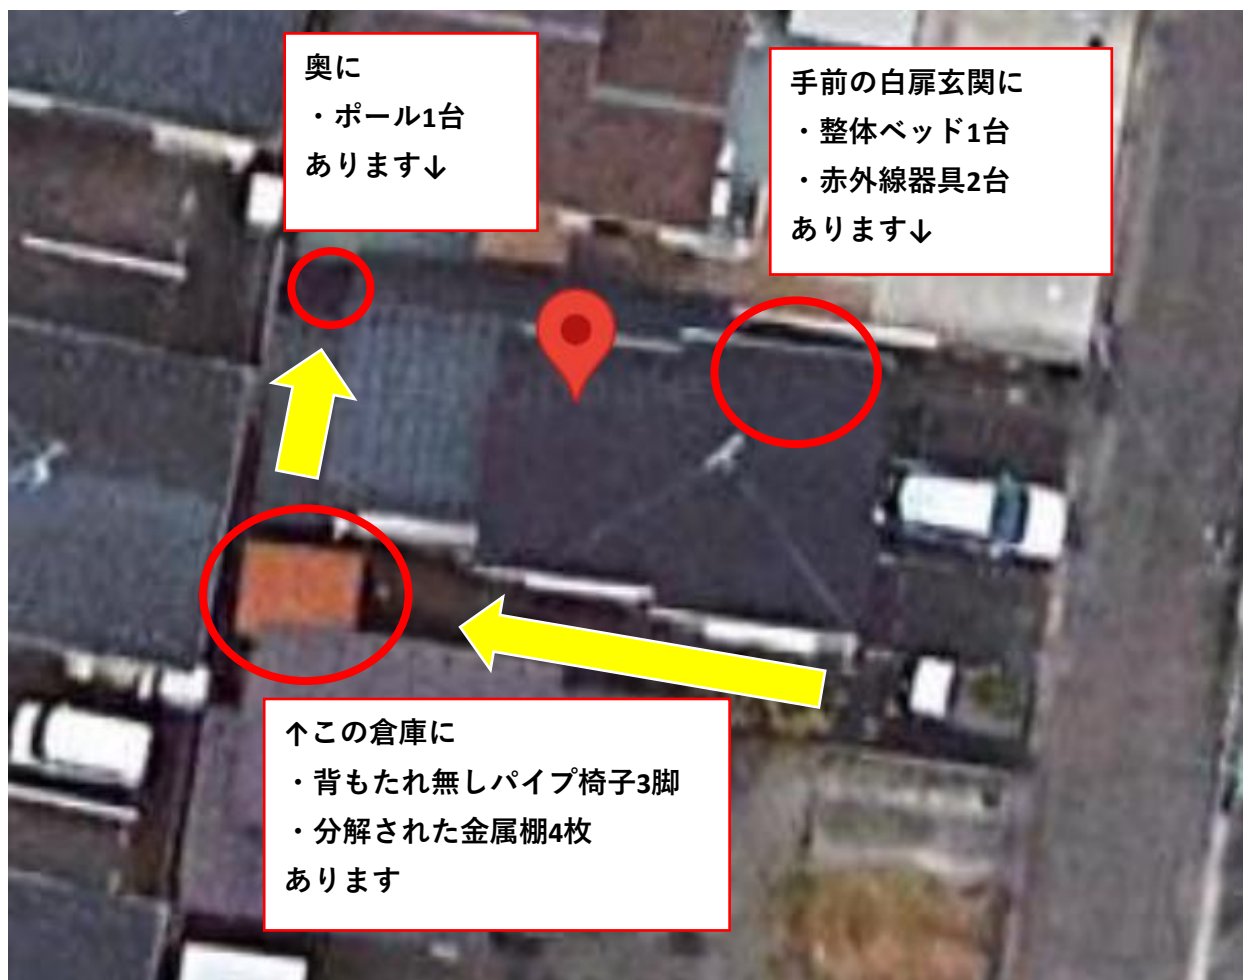 奥に
・ポール1台
あります↓
手前の白扉玄関に
・整体ベッド1台
・赤外線器具2台
あります↓
↑この倉庫に
・背もたれ無しパイプ椅子3脚
・分解された金属棚4枚
あります